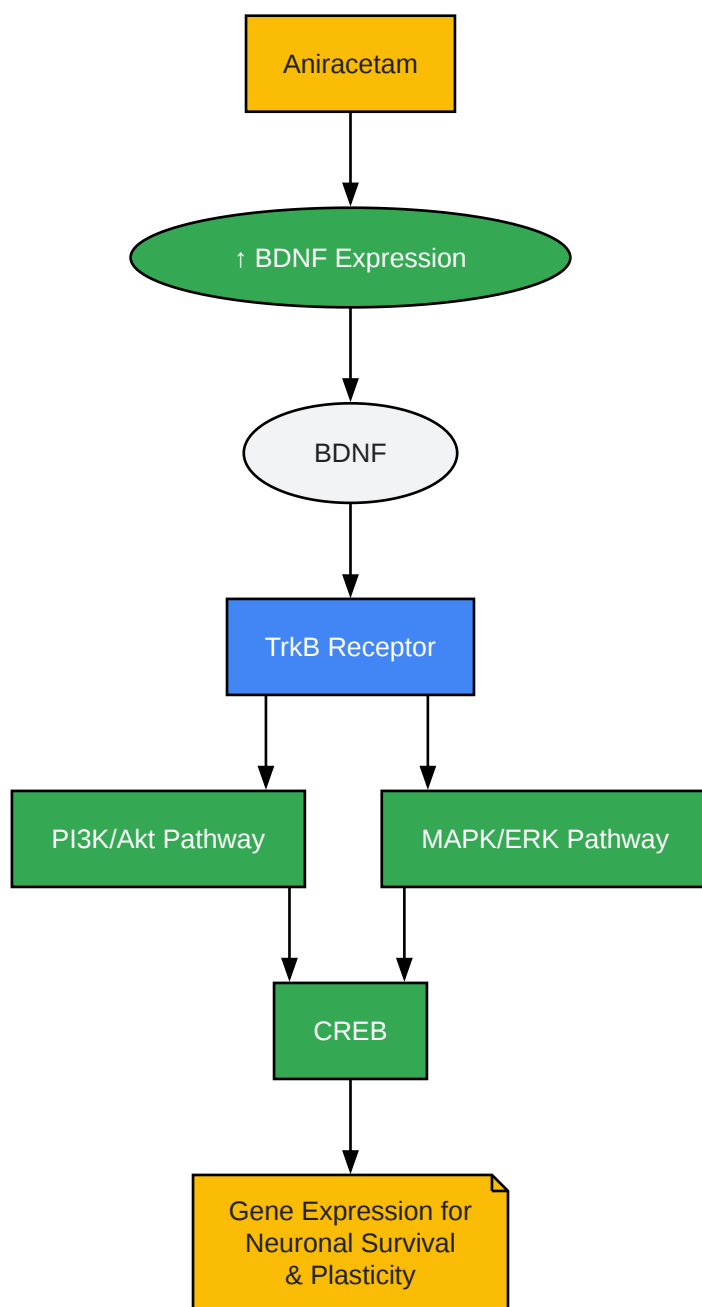 Aniracetam
↑ BDNF Expression
BDNF
TrkB Receptor
PI3K/Akt Pathway
MAPK/ERK Pathway
CREB
Gene Expression for
Neuronal Survival
& Plasticity